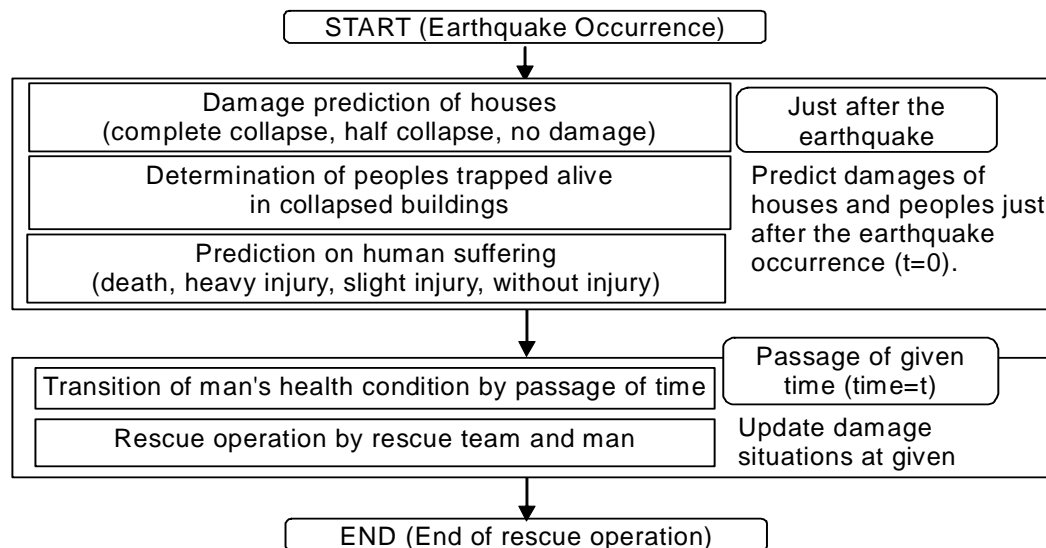 START (Earthquake Occurrence)
Damage prediction of houses
(complete collapse, half collapse, no damage)
Determination of peoples trapped alive
in collapsed buildings
Prediction on human suffering
(death, heavy injury, slight injury, without injury)
Just after the
earthquake
Predict damages of
houses and peoples just
after the earthquake
occurrence (t=0).
Transition of man's health condition by passage of time
Rescue operation by rescue team and man
Passage of given
time (time=t)
Update damage
situations at given
END (End of rescue operation)